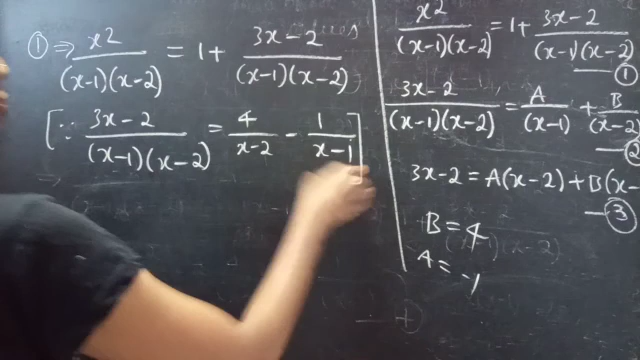 ① ⇒ x²/((x-1)(x-2)) = 1 + (3x-2)/((x-1)(x-2))
[∵ (3x-2)/((x-1)(x-2)) = 4/(x-2) - 1/(x-1)]
x²/((x-1)(x-2)) = 1 + (3x-2)/((x-1)(x-2))
—①
(3x-2)/((x-1)(x-2)) = A/(x-1) + B/(x-2)
—②
3x-2 = A(x-2) + B(x-
—③
B = 4
A = -1